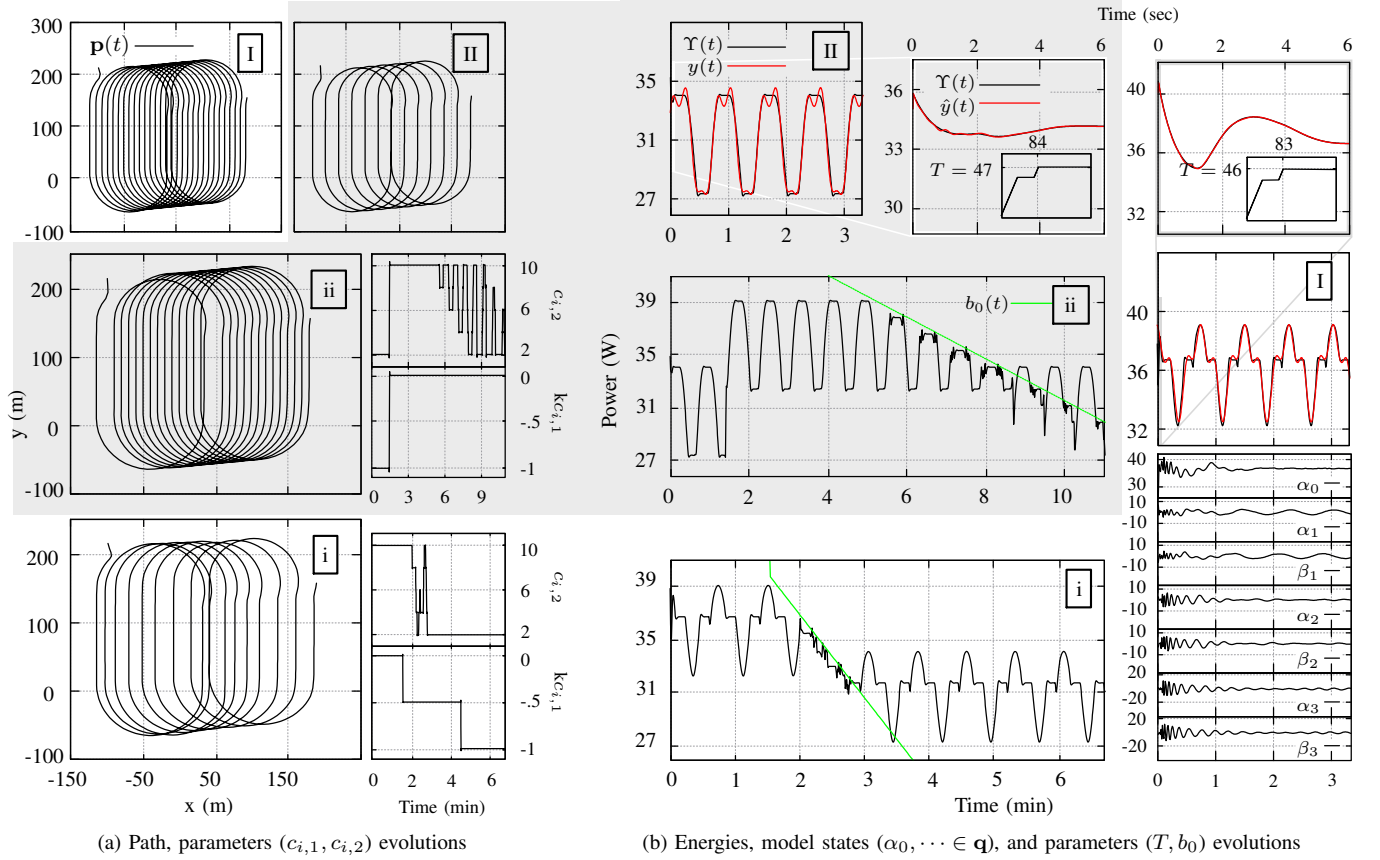 300
200
100
0
-100
p(t)
I
II
200
100
0
-100
y (m)
ii
10
6
2
c_{i,2}
0
-.5
-1
kc_{i,1}
0 3 6 9
200
100
0
-100
i
-150 -50 50 150
x (m)
10
6
2
c_{i,2}
0
-.5
-1
kc_{i,1}
0 2 4 6
Time (min)
(a) Path, parameters (c_{i,1}, c_{i,2}) evolutions
Υ(t)
y(t)
II
35
31
27
0 1 2 3
36
33
30
0 2 4 6
Υ(t)
ŷ(t)
84
T = 47
Time (sec)
0 2 4 6
40
36
32
83
T = 46
Power (W)
39
35
31
27
b_0(t)
ii
0 2 4 6 8 10
43
39
36
32
I
0 1 2 3
40
30
α_0
10
-10
α_1
10
-10
β_1
10
-10
α_2
10
-10
β_2
20
-20
α_3
20
-20
β_3
0 1 2 3
39
35
31
27
i
0 1 2 3 4 5 6
Time (min)
(b) Energies, model states (α_0, ⋯ ∈ q), and parameters (T, b_0) evolutions